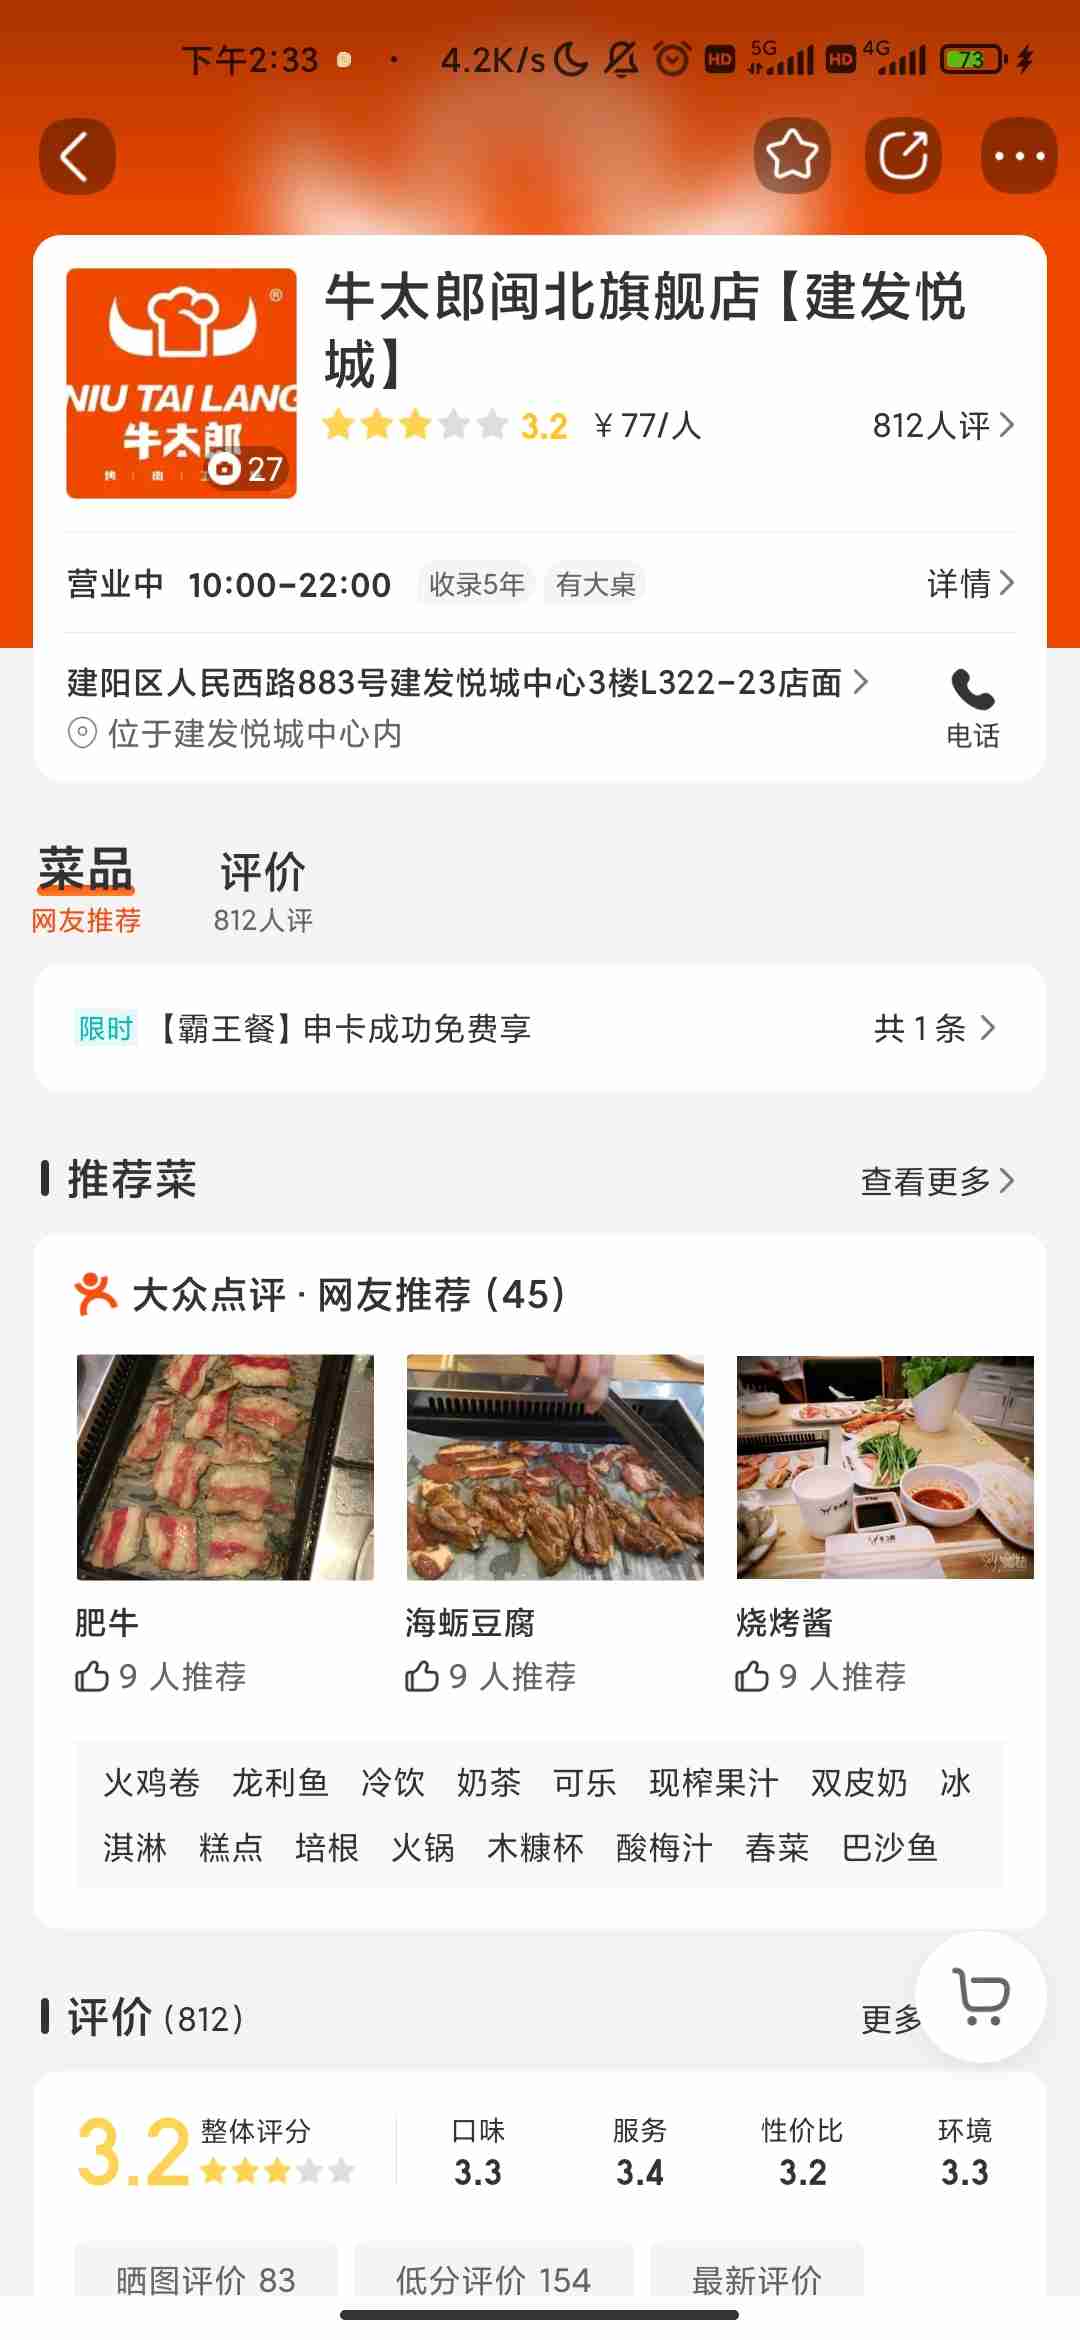 下午2:33 · 4.2K/s HD 5G HD 4G 73
NIU TAI LANG
牛太郎
27
牛太郎闽北旗舰店【建发悦
城】
3.2 ¥77/人 812人评
营业中 10:00-22:00 收录5年 有大桌 详情
建阳区人民西路883号建发悦城中心3楼L322-23店面
位于建发悦城中心内
电话
菜品 评价
网友推荐 812人评
限时 【霸王餐】申卡成功免费享 共1条
推荐菜 查看更多
大众点评·网友推荐(45)
肥牛 海蛎豆腐 烧烤酱
9 人推荐 9 人推荐 9 人推荐
火鸡卷 龙利鱼 冷饮 奶茶 可乐 现榨果汁 双皮奶 冰
淇淋 糕点 培根 火锅 木糠杯 酸梅汁 春菜 巴沙鱼
评价(812) 更多
3.2 整体评分 口味 服务 性价比 环境
3.3 3.4 3.2 3.3
晒图评价 83 低分评价 154 最新评价